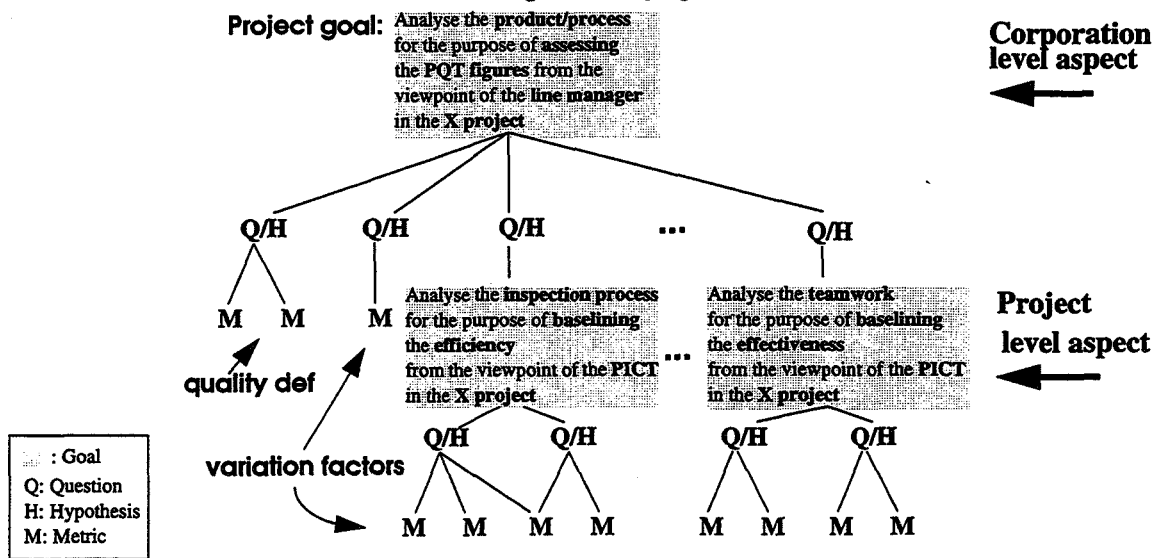 Project goal:
Analyse the product/process
for the purpose of assessing
the PQT figures from the
viewpoint of the line manager
in the X project
Corporation
level aspect
Q/H Q/H Q/H ... Q/H
M M M
Analyse the inspection process
for the purpose of baselining
the efficiency
from the viewpoint of the PICT
in the X project
...
Analyse the teamwork
for the purpose of baselining
the effectiveness
from the viewpoint of the PICT
in the X project
Project
level aspect
quality def
variation factors
Q/H Q/H Q/H Q/H
M M M M M M M M
: Goal
Q: Question
H: Hypothesis
M: Metric